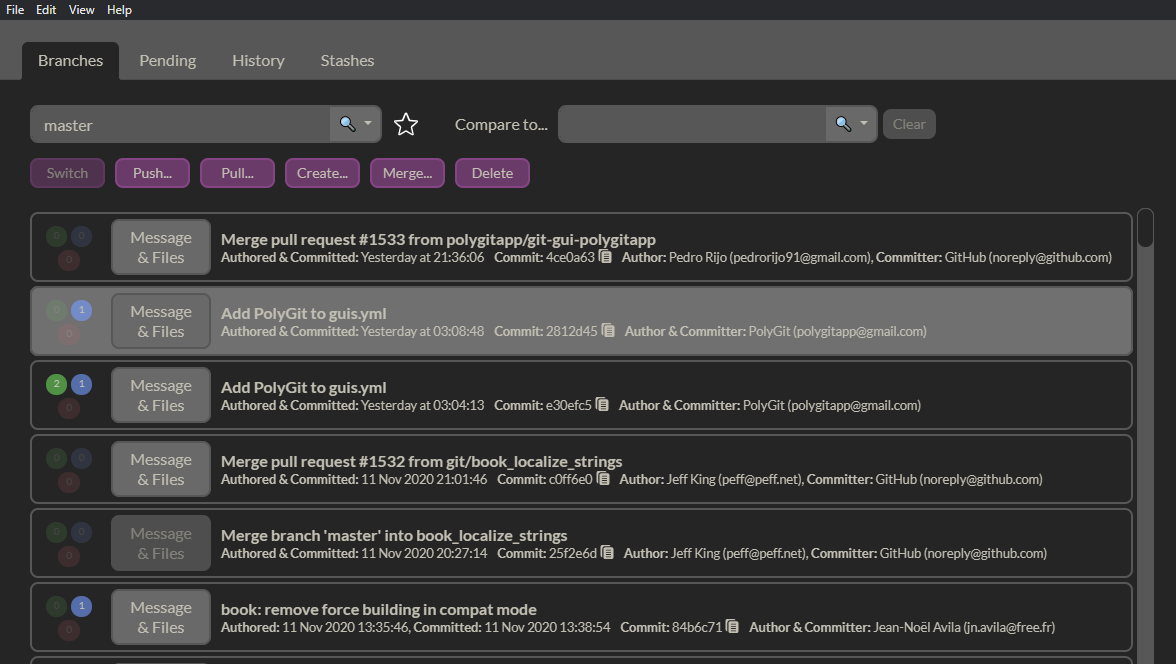 File Edit View Help
Branches Pending History Stashes
master Compare to... Clear
Switch Push... Pull... Create... Merge... Delete
0 0 0
Message & Files
Merge pull request #1533 from polygitapp/git-gui-polygitapp
Authored & Committed: Yesterday at 21:36:06 Commit: 4ce0a63 Author: Pedro Rijo (pedrorijo91@gmail.com), Committer: GitHub (noreply@github.com)
0 1 0
Message & Files
Add PolyGit to guis.yml
Authored & Committed: Yesterday at 03:08:48 Commit: 2812d45 Author & Committer: PolyGit (polygitapp@gmail.com)
2 1 0
Message & Files
Add PolyGit to guis.yml
Authored & Committed: Yesterday at 03:04:13 Commit: e30efc5 Author & Committer: PolyGit (polygitapp@gmail.com)
0 0 0
Message & Files
Merge pull request #1532 from git/book_localize_strings
Authored & Committed: 11 Nov 2020 21:01:46 Commit: c0ff6e0 Author: Jeff King (peff@peff.net), Committer: GitHub (noreply@github.com)
0 0 0
Message & Files
Merge branch 'master' into book_localize_strings
Authored & Committed: 11 Nov 2020 20:27:14 Commit: 25f2e6d Author: Jeff King (peff@peff.net), Committer: GitHub (noreply@github.com)
0 1 0
Message & Files
book: remove force building in compat mode
Authored: 11 Nov 2020 13:35:46, Committed: 11 Nov 2020 13:38:54 Commit: 84b6c71 Author & Committer: Jean-Noël Avila (jn.avila@free.fr)